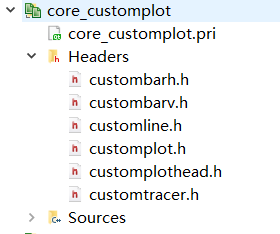 core_customplot
core_customplot.pri
Headers
custombarh.h
custombarv.h
customline.h
customplot.h
customplothead.h
customtracer.h
Sources